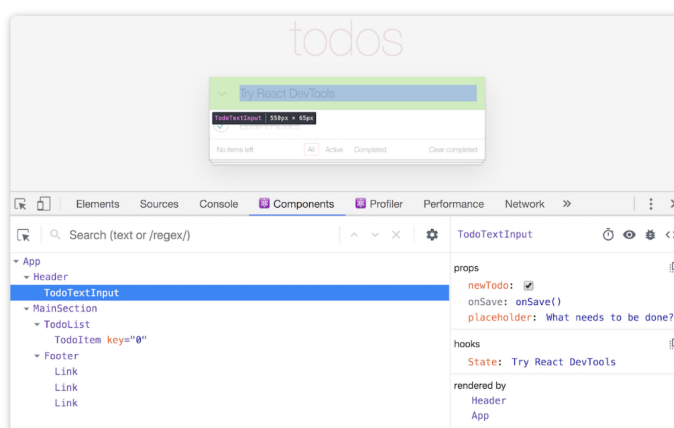 todos
Try React DevTools
TodoTextInput | 550px × 65px
No items left All Active Completed Clear completed
Elements Sources Console Components Profiler Performance Network »
Search (text or /regex/)
TodoTextInput
App
Header
TodoTextInput
MainSection
TodoList
TodoItem key="0"
Footer
Link
Link
Link
props
newTodo:
onSave: onSave()
placeholder: What needs to be done?
hooks
State: Try React DevTools
rendered by
Header
App